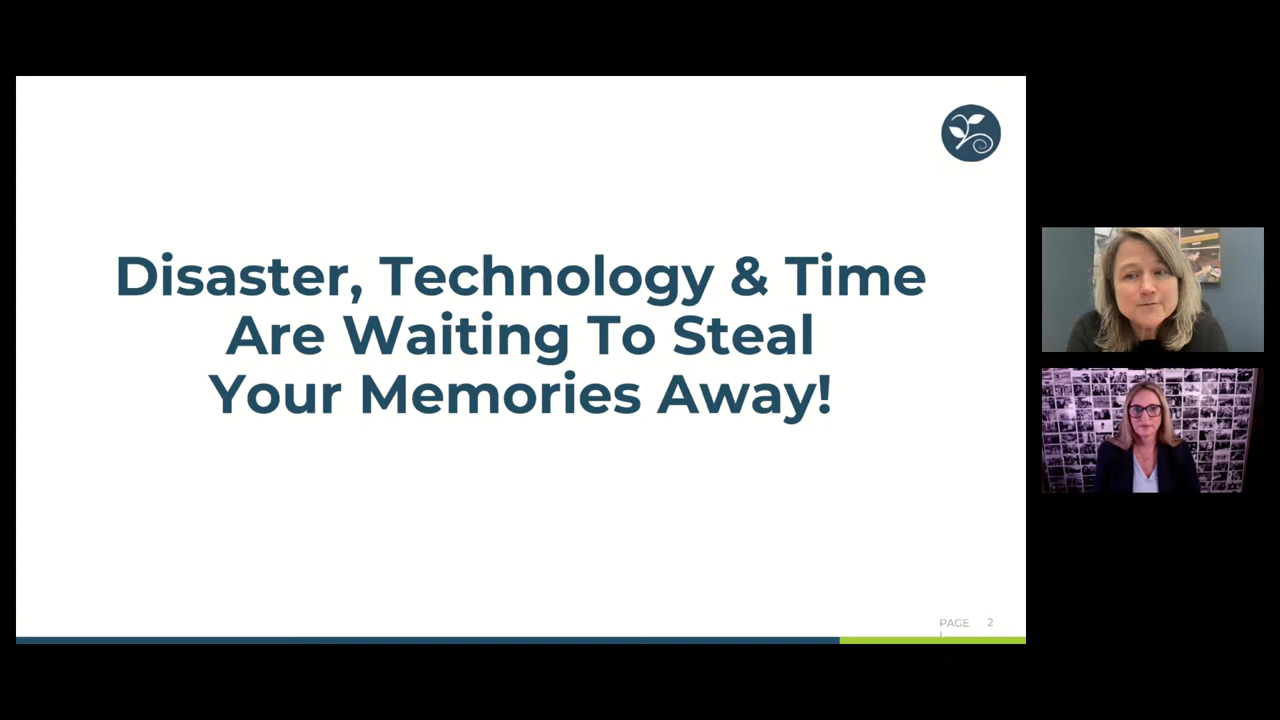 Disaster, Technology & Time
Are Waiting To Steal
Your Memories Away!
PAGE 2